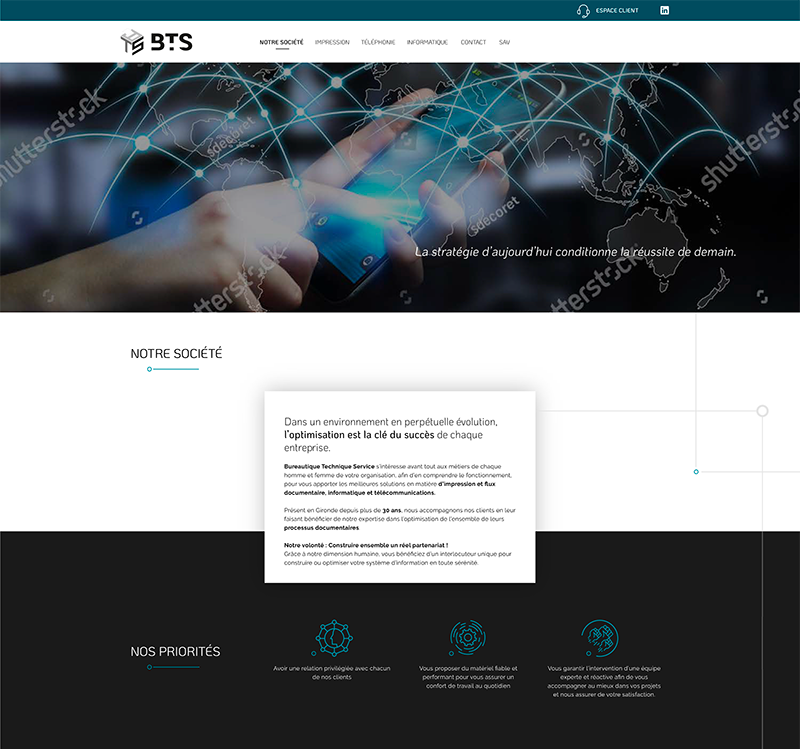 ESPACE CLIENT
in
BTS
NOTRE SOCIÉTÉ IMPRESSION TÉLÉPHONIE INFORMATIQUE CONTACT SAV
shutterstock
sdecoret
shutterstock
sdecoret
La stratégie d'aujourd'hui conditionne la réussite de demain.
shutterstock
shutterstock
NOTRE SOCIÉTÉ
Dans un environnement en perpétuelle évolution,
l'optimisation est la clé du succès de chaque
entreprise.
Bureautique Technique Service s'intéresse avant tout aux métiers de chaque
homme et femme de votre organisation, afin d'en comprendre le fonctionnement,
pour vous apporter les meilleures solutions en matière d'impression et flux
documentaire, informatique et télécommunications.
Présent en Gironde depuis plus de 30 ans, nous accompagnons nos clients en leur
faisant bénéficier de notre expertise dans l'optimisation de l'ensemble de leurs
processus documentaires
Notre volonté : Construire ensemble un réel partenariat !
Grâce à notre dimension humaine, vous bénéficiez d'un interlocuteur unique pour
construire ou optimiser votre système d'information en toute sérénité.
NOS PRIORITÉS
Avoir une relation privilégiée avec chacun
de nos clients
Vous proposer du matériel fiable et
performant pour vous assurer un
confort de travail au quotidien
Vous garantir l'intervention d'une équipe
experte et réactive afin de vous
accompagner au mieux dans vos projets
et nous assurer de votre satisfaction.